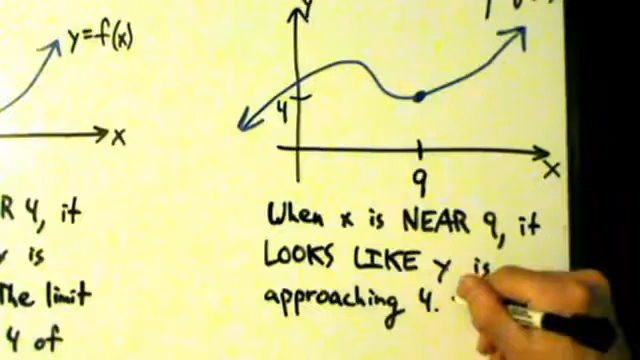 y=f(x)
x
R 4, it
is
he limit
4 of
y
4
9
x
When x is NEAR 9, it
LOOKS LIKE y is
approaching 4.